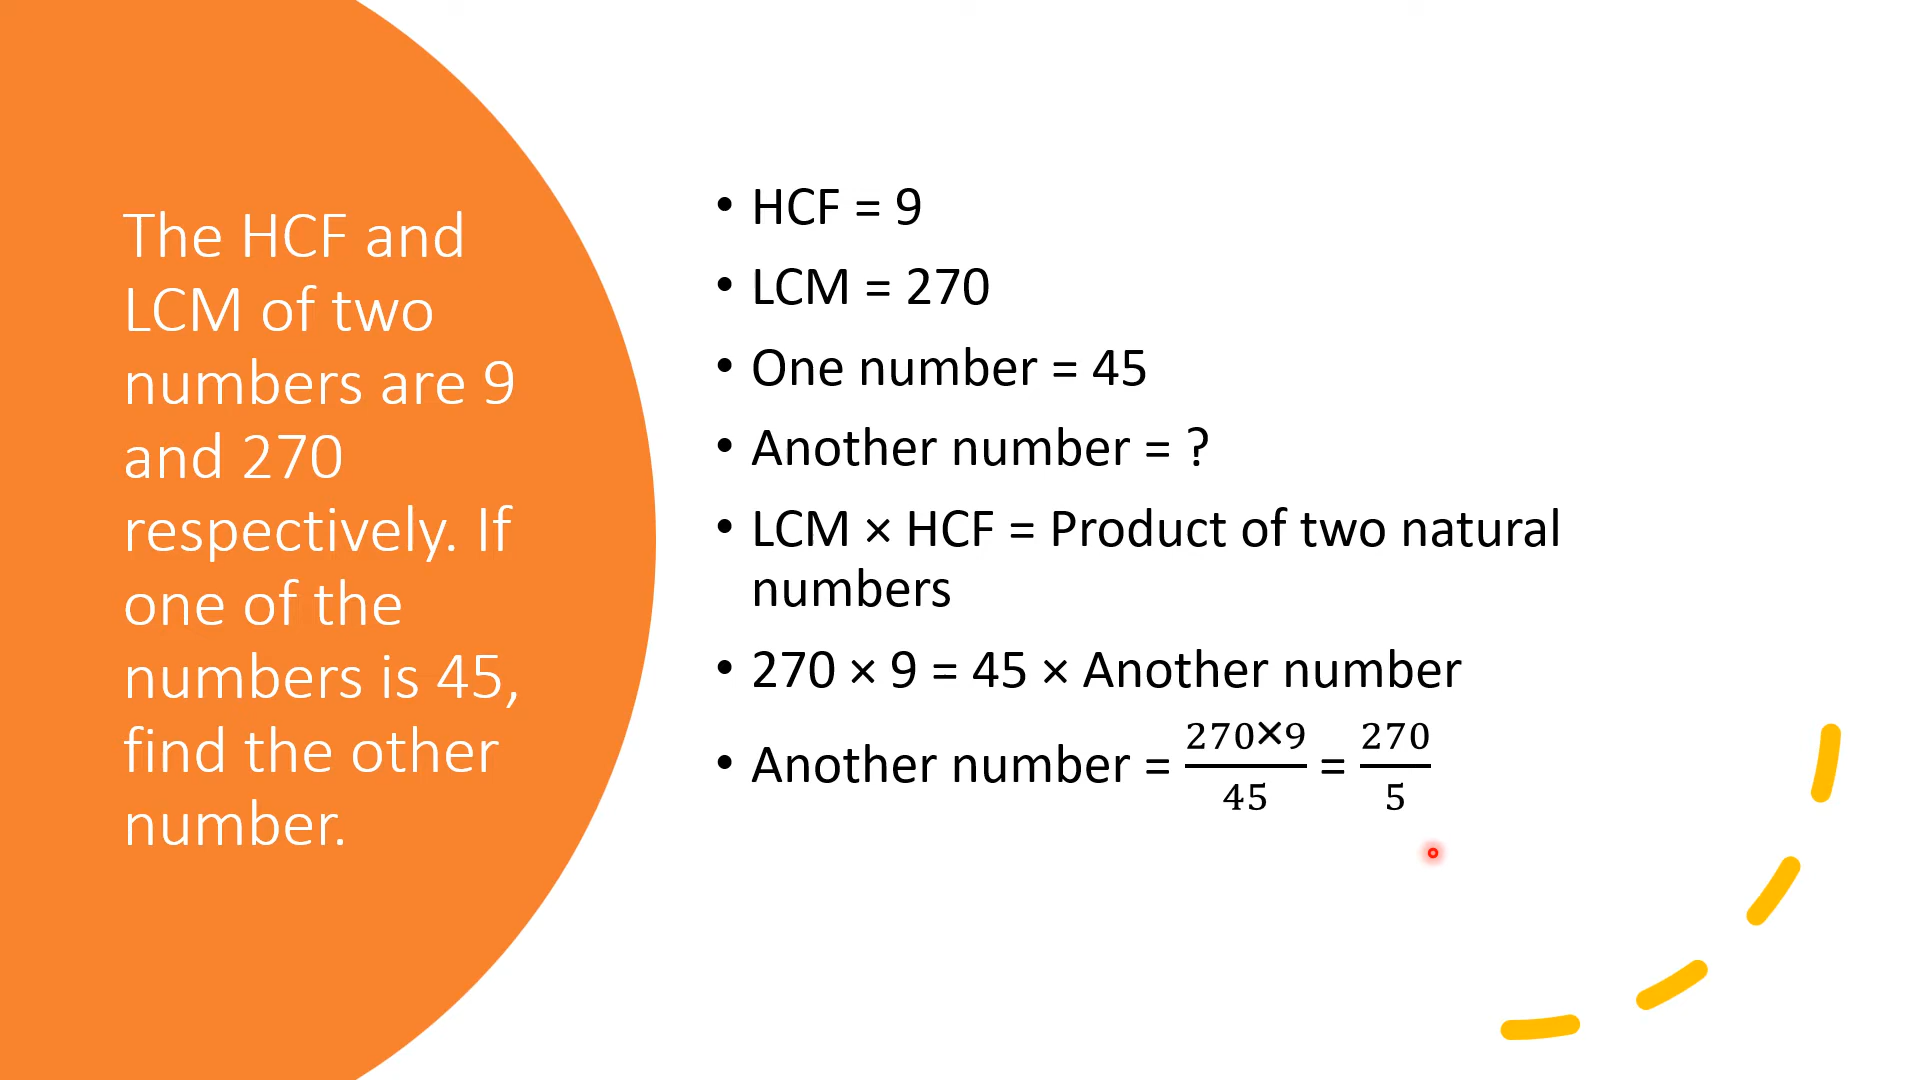 The HCF and
LCM of two
numbers are 9
and 270
respectively. If
one of the
numbers is 45,
find the other
number.
• HCF = 9
• LCM = 270
• One number = 45
• Another number = ?
• LCM × HCF = Product of two natural
numbers
• 270 × 9 = 45 × Another number
• Another number = \frac{270×9}{45} = \frac{270}{5}